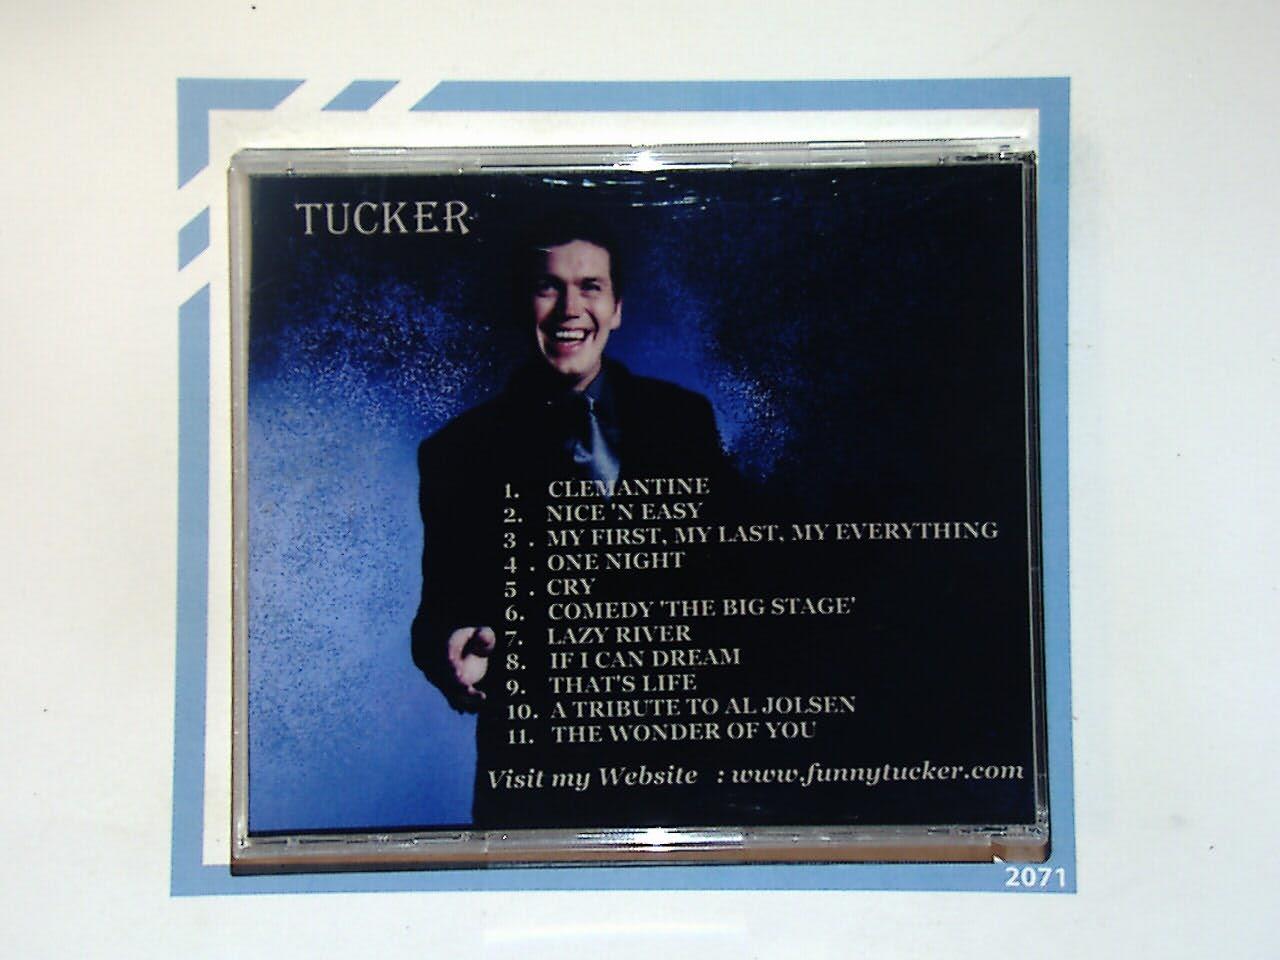 TUCKER
1. CLEMANTINE
2. NICE 'N EASY
3 . MY FIRST, MY LAST, MY EVERYTHING
4 . ONE NIGHT
5 . CRY
6. COMEDY 'THE BIG STAGE'
7. LAZY RIVER
8. IF I CAN DREAM
9. THAT'S LIFE
10. A TRIBUTE TO AL JOLSEN
11. THE WONDER OF YOU
Visit my Website : www.funnytucker.com
2071